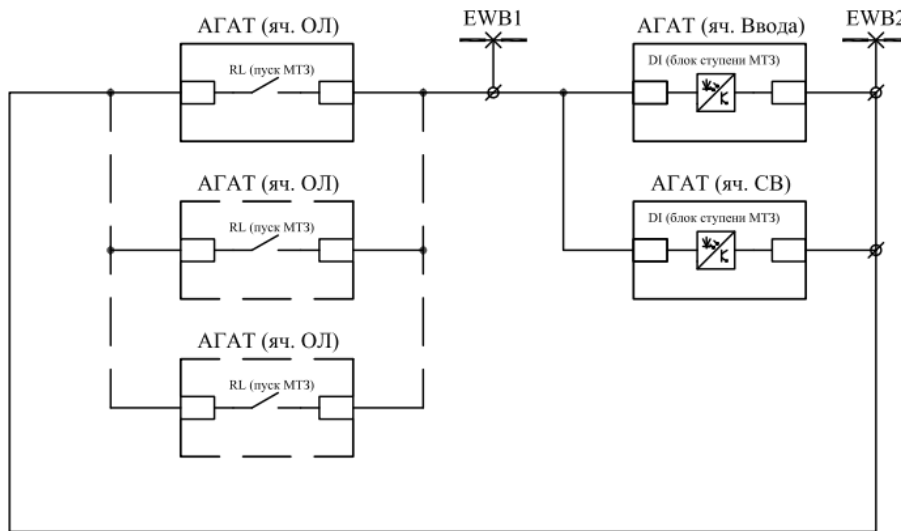 EWB1
EWB2
АГАТ (яч. ОЛ)
АГАТ (яч. Ввода)
RL (пуск МТЗ)
DI (блок ступени МТЗ)
АГАТ (яч. ОЛ)
АГАТ (яч. СВ)
RL (пуск МТЗ)
DI (блок ступени МТЗ)
АГАТ (яч. ОЛ)
RL (пуск МТЗ)